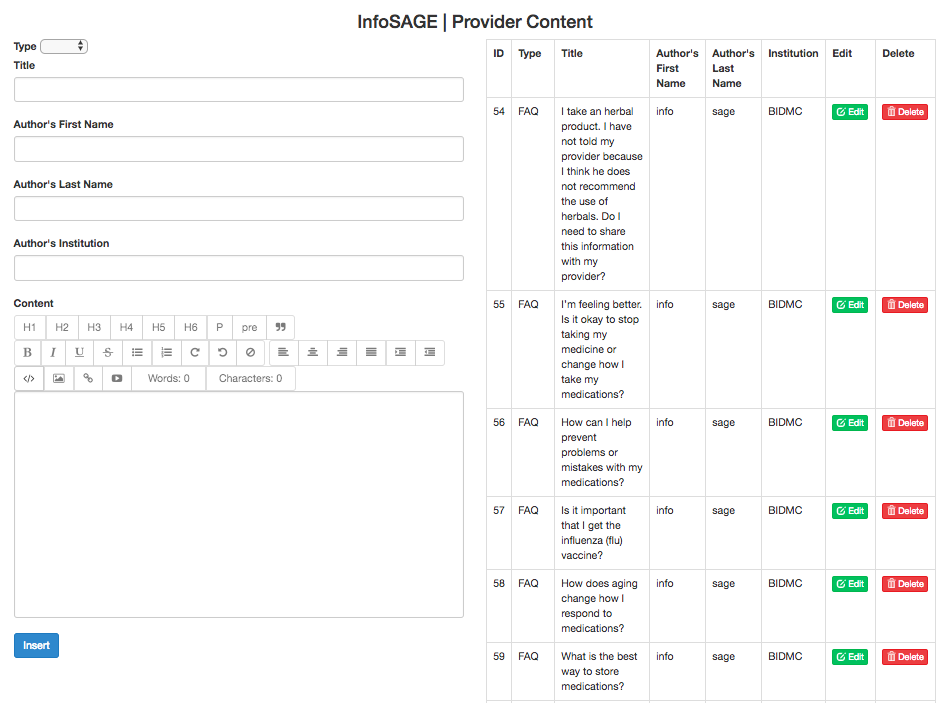 InfoSAGE | Provider Content
Type
Title
Author's First Name
Author's Last Name
Author's Institution
Content
H1 H2 H3 H4 H5 H6 P pre
B I U S
Words: 0 Characters: 0
Insert
ID Type Title Author's First Name Author's Last Name Institution Edit Delete
54 FAQ I take an herbal info sage BIDMC Edit Delete
product. I have
not told my
provider because
I think he does
not recommend
the use of
herbals. Do I
need to share
this information
with my
provider?
55 FAQ I'm feeling better. info sage BIDMC Edit Delete
Is it okay to stop
taking my
medicine or
change how I
take my
medications?
56 FAQ How can I help info sage BIDMC Edit Delete
prevent
problems or
mistakes with my
medications?
57 FAQ Is it important info sage BIDMC Edit Delete
that I get the
influenza (flu)
vaccine?
58 FAQ How does aging info sage BIDMC Edit Delete
change how I
respond to
medications?
59 FAQ What is the best info sage BIDMC Edit Delete
way to store
medications?